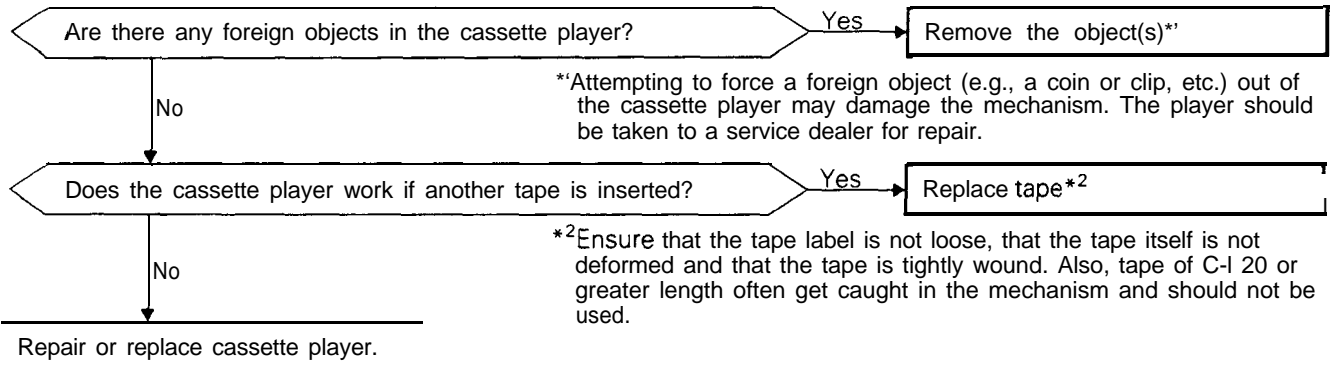 Are there any foreign objects in the cassette player?
Yes
Remove the object(s)*'
*'Attempting to force a foreign object (e.g., a coin or clip, etc.) out of
the cassette player may damage the mechanism. The player should
be taken to a service dealer for repair.
No
Does the cassette player work if another tape is inserted?
Yes
Replace tape*2
*2Ensure that the tape label is not loose, that the tape itself is not
deformed and that the tape is tightly wound. Also, tape of C-I 20 or
greater length often get caught in the mechanism and should not be
used.
No
Repair or replace cassette player.